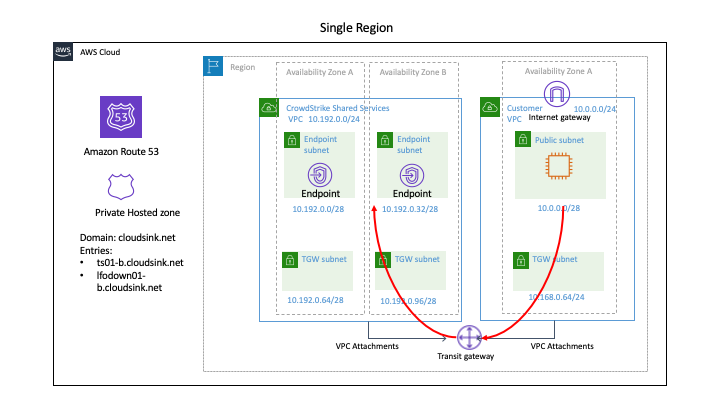 Single Region
aws
AWS Cloud
Region
Availability Zone A
Availability Zone B
Availability Zone A
53
Amazon Route 53
Private Hosted zone
Domain: cloudsink.net
Entries:
• ts01-b.cloudsink.net
• lfodown01-
b.cloudsink.net
CrowdStrike Shared Services
VPC 10.192.0.0/24
Endpoint
subnet
Endpoint
10.192.0.0/28
Endpoint
subnet
Endpoint
10.192.0.32/28
TGW subnet
10.192.0.64/28
TGW subnet
10.192.0.96/28
Customer
VPC
10.0.0.0/24
Internet gateway
Public subnet
10.0.0.0/28
TGW subnet
10.168.0.64/24
VPC Attachments
VPC Attachments
Transit gateway